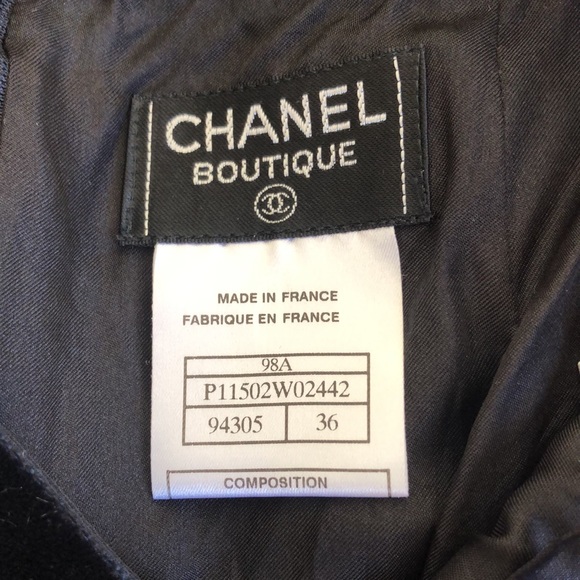 CHANEL
BOUTIQUE
MADE IN FRANCE
FABRIQUE EN FRANCE
98A
P11502W02442
94305 36
COMPOSITION